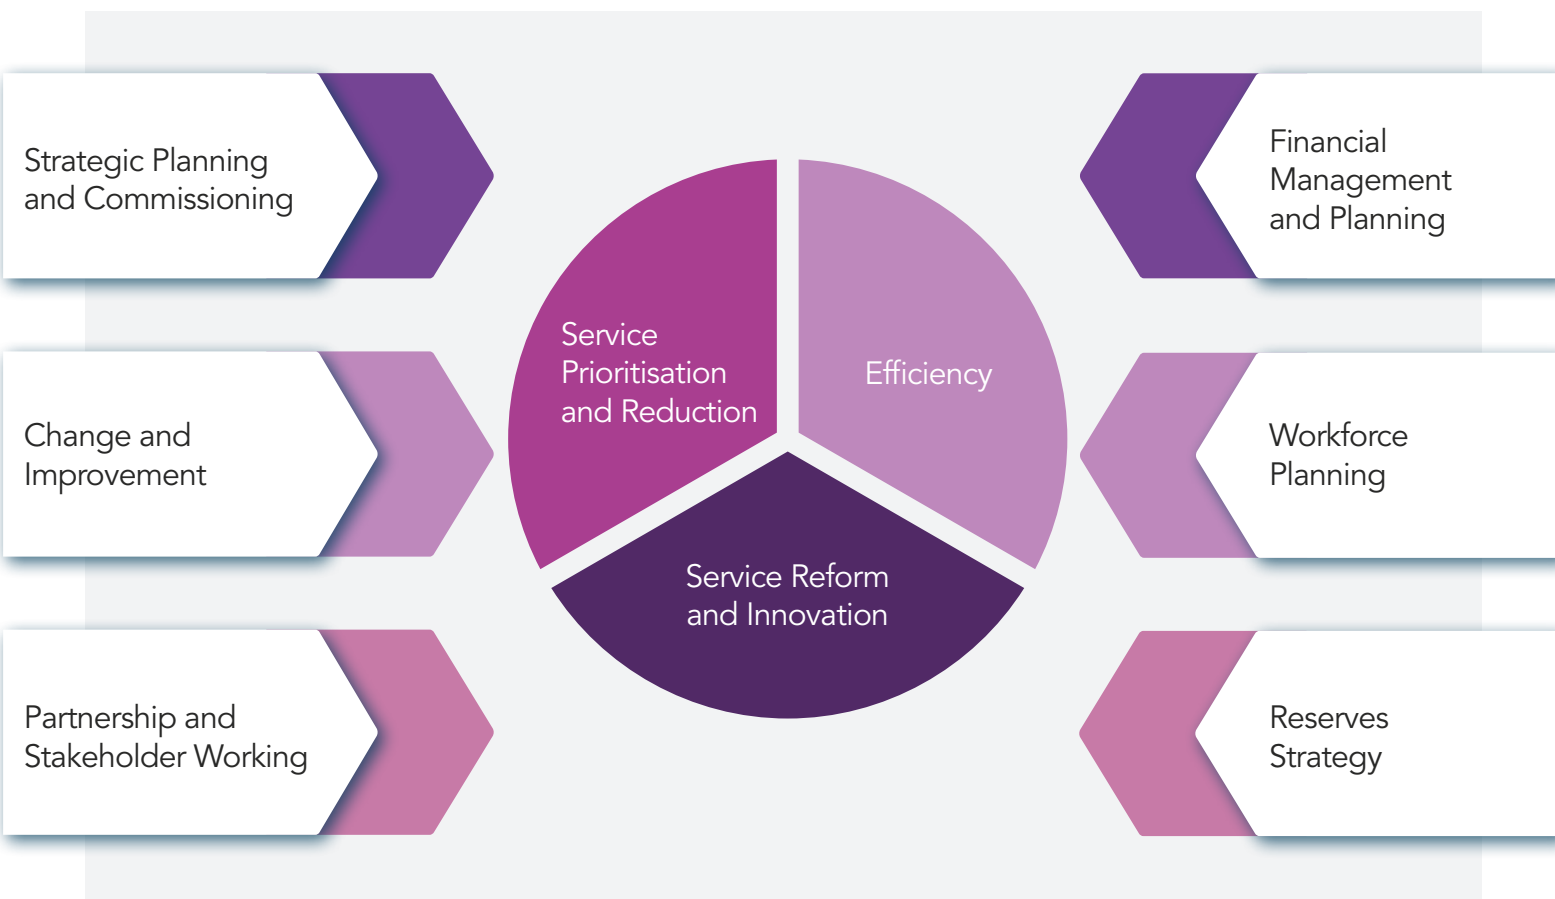 Strategic Planning
and Commissioning
Change and
Improvement
Partnership and
Stakeholder Working
Service
Prioritisation
and Reduction
Efficiency
Service Reform
and Innovation
Financial
Management
and Planning
Workforce
Planning
Reserves
Strategy